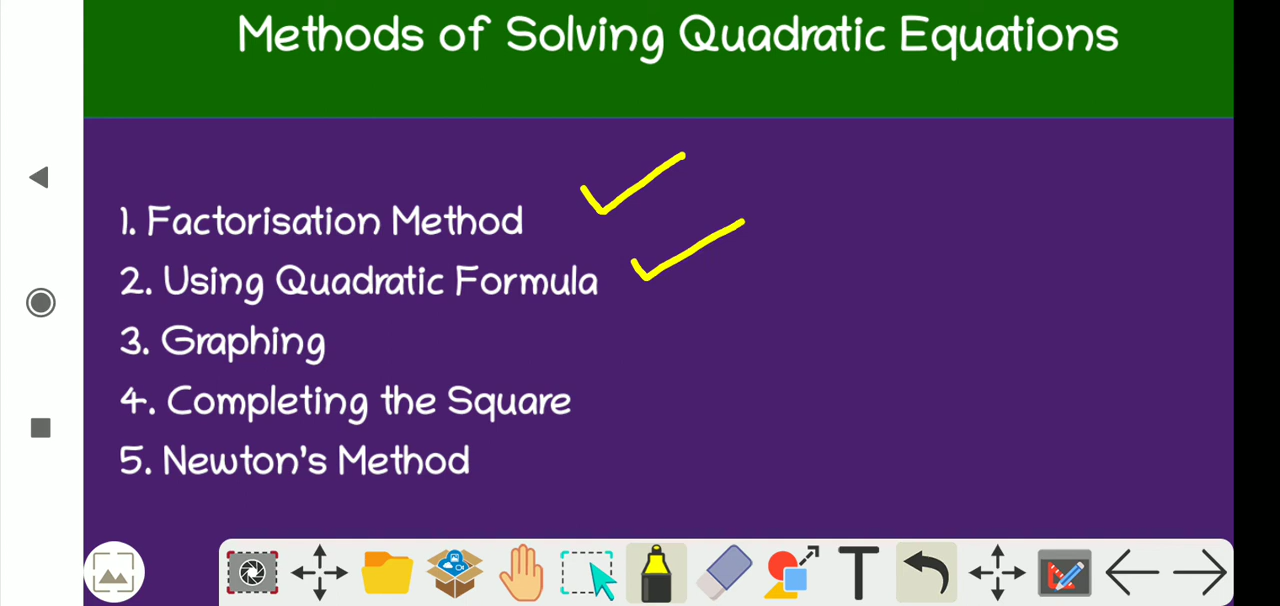 Methods of Solving Quadratic Equations
1. Factorisation Method
2. Using Quadratic Formula
3. Graphing
4. Completing the Square
5. Newton's Method
T